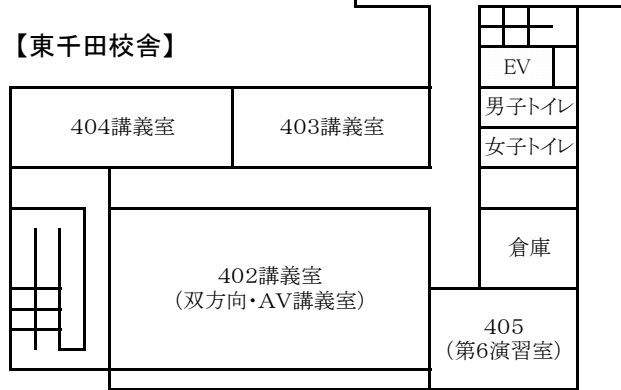 【東千田校舎】
EV
男子トイレ
404講義室
403講義室
女子トイレ
倉庫
402講義室
(双方向・AV講義室)
405
(第6演習室)